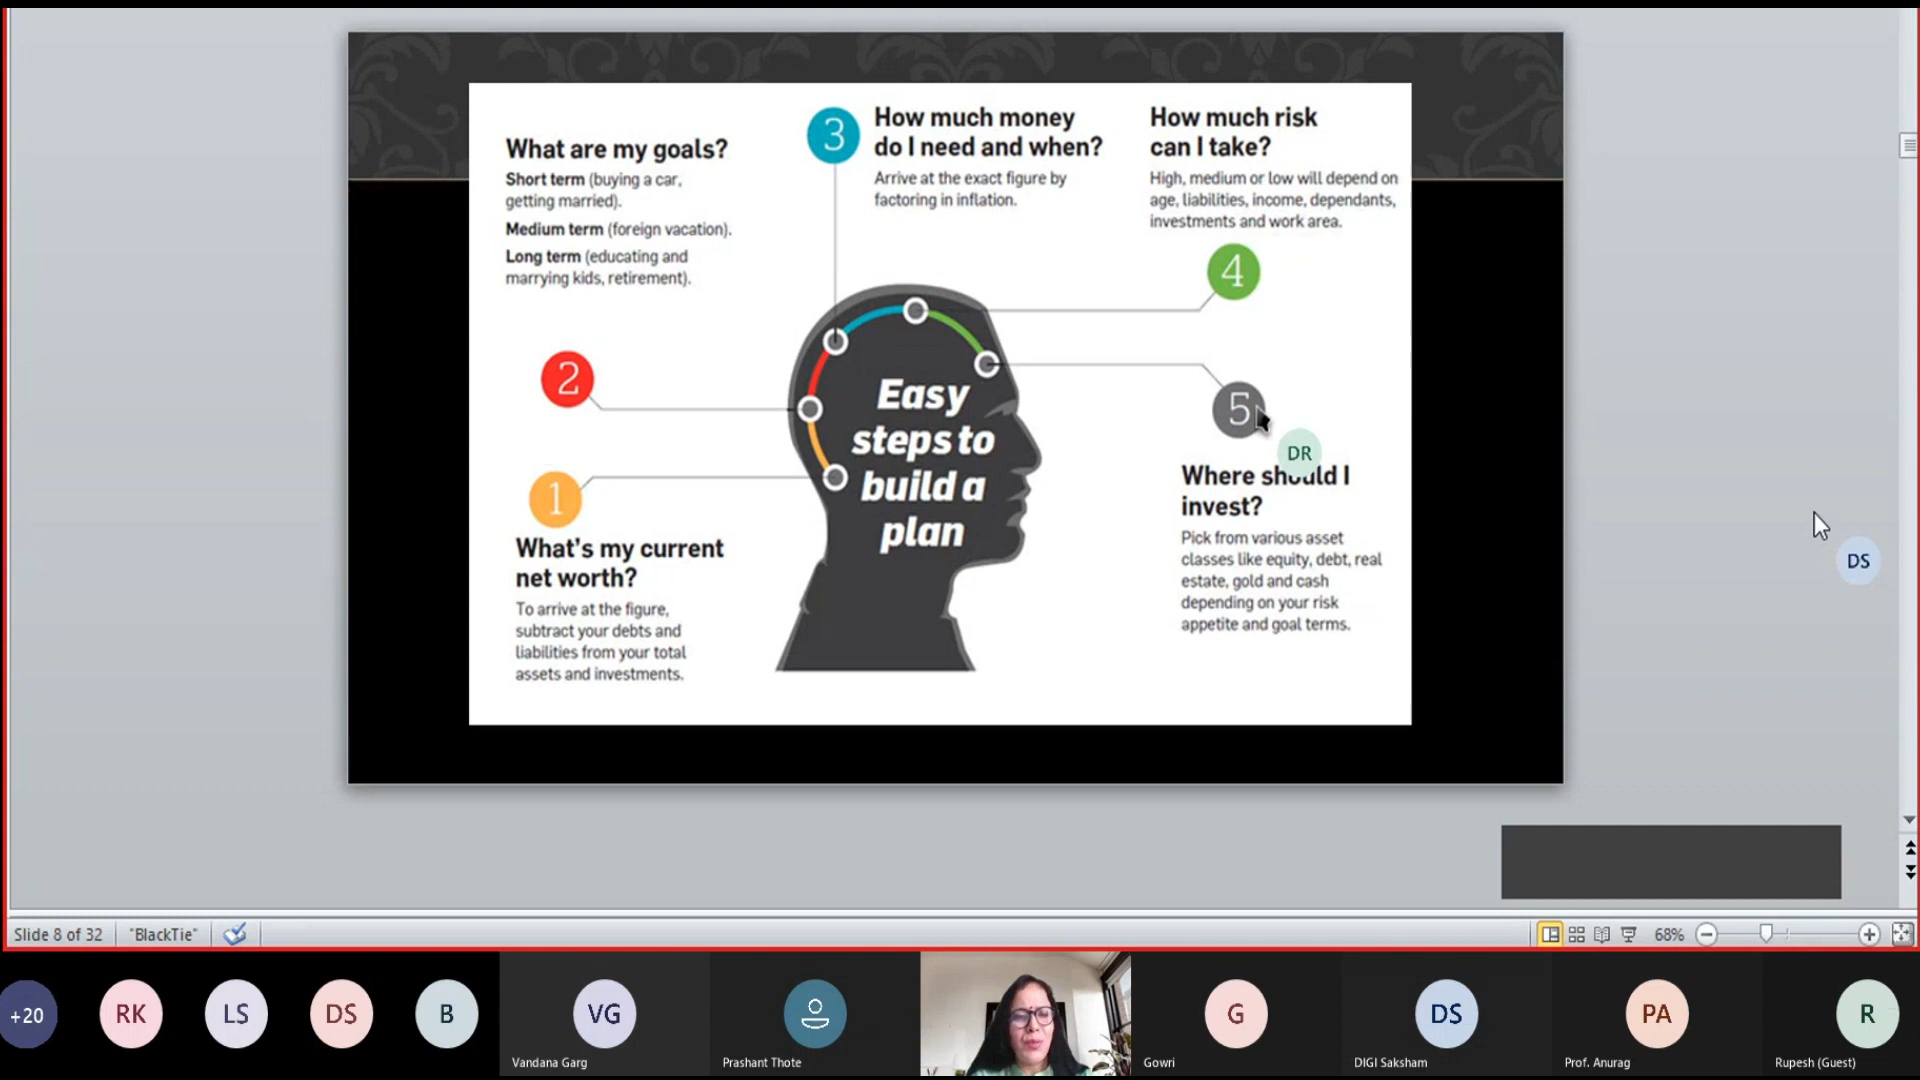 What are my goals?
Short term (buying a car,
getting married).
Medium term (foreign vacation).
Long term (educating and
marrying kids, retirement).
3
How much money
do I need and when?
Arrive at the exact figure by
factoring in inflation.
How much risk
can I take?
High, medium or low will depend on
age, liabilities, income, dependants,
investments and work area.
4
2
Easy
steps to
build a
plan
5
DR
Where should I
invest?
Pick from various asset
classes like equity, debt, real
estate, gold and cash
depending on your risk
appetite and goal terms.
1
What's my current
net worth?
To arrive at the figure,
subtract your debts and
liabilities from your total
assets and investments.
DS
Slide 8 of 32
"BlackTie"
68%
+20
RK
LS
DS
B
VG
G
DS
PA
R
Vandana Garg
Prashant Thote
Gowri
DIGI Saksham
Prof. Anurag
Rupesh (Guest)